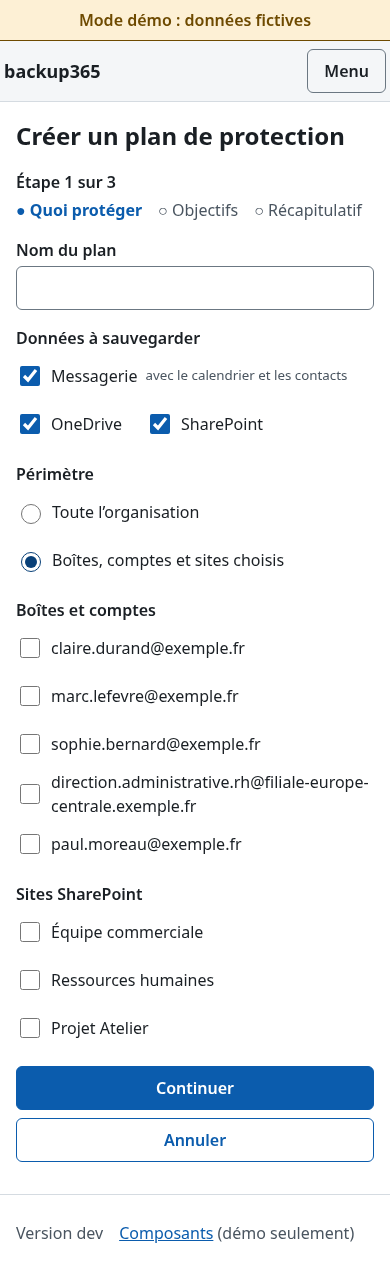 Mode démo : données fictives
backup365
Menu
Créer un plan de protection
Étape 1 sur 3
● Quoi protéger ○ Objectifs ○ Récapitulatif
Nom du plan
Données à sauvegarder
Messagerie avec le calendrier et les contacts
OneDrive SharePoint
Périmètre
Toute l’organisation
Boîtes, comptes et sites choisis
Boîtes et comptes
claire.durand@exemple.fr
marc.lefevre@exemple.fr
sophie.bernard@exemple.fr
direction.administrative.rh@filiale-europe-
centrale.exemple.fr
paul.moreau@exemple.fr
Sites SharePoint
Équipe commerciale
Ressources humaines
Projet Atelier
Continuer
Annuler
Version dev Composants (démo seulement)